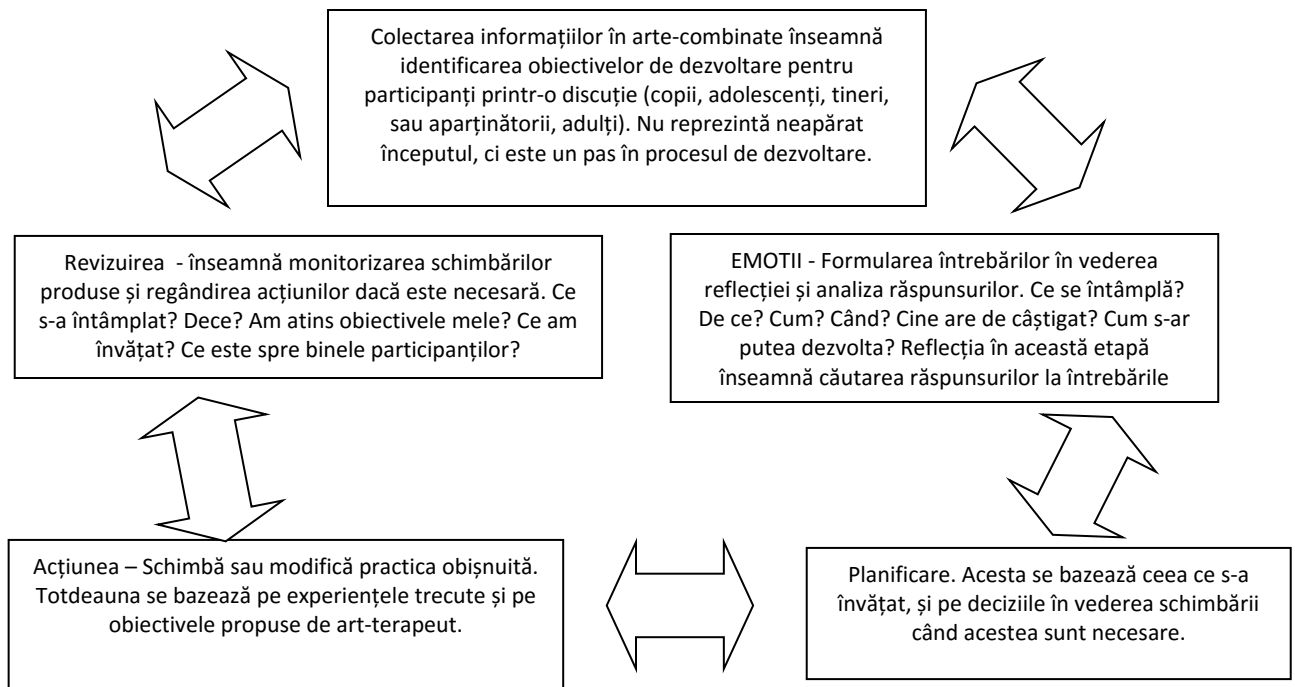 Colectarea informațiilor în arte-combinate înseamnă
identificarea obiectivelor de dezvoltare pentru
participanți printr-o discuție (copii, adolescenți, tineri,
sau aparținătorii, adulți). Nu reprezintă neapărat
începutul, ci este un pas în procesul de dezvoltare.
Revizuirea - înseamnă monitorizarea schimbărilor
produse și regândirea acțiunilor dacă este necesară. Ce
s-a întâmplat? Dece? Am atins obiectivele mele? Ce am
învățat? Ce este spre binele participanților?
EMOTII - Formularea întrebărilor în vederea
reflecției și analiza răspunsurilor. Ce se întâmplă?
De ce? Cum? Când? Cine are de câștigat? Cum s-ar
putea dezvolta? Reflecția în această etapă
înseamnă căutarea răspunsurilor la întrebările
Acțiunea – Schimbă sau modifică practica obișnuită.
Totdeauna se bazează pe experiențele trecute și pe
obiectivele propuse de art-terapeut.
Planificare. Acesta se bazează ceea ce s-a
învățat, și pe deciziile în vederea schimbării
când acestea sunt necesare.